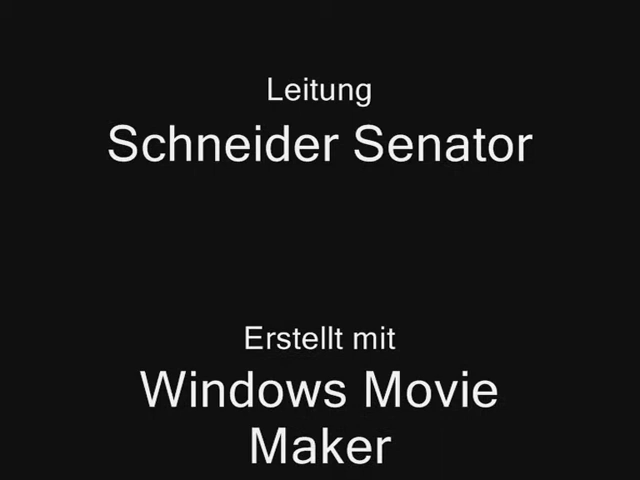 Leitung
Schneider Senator
Erstellt mit
Windows Movie
Maker